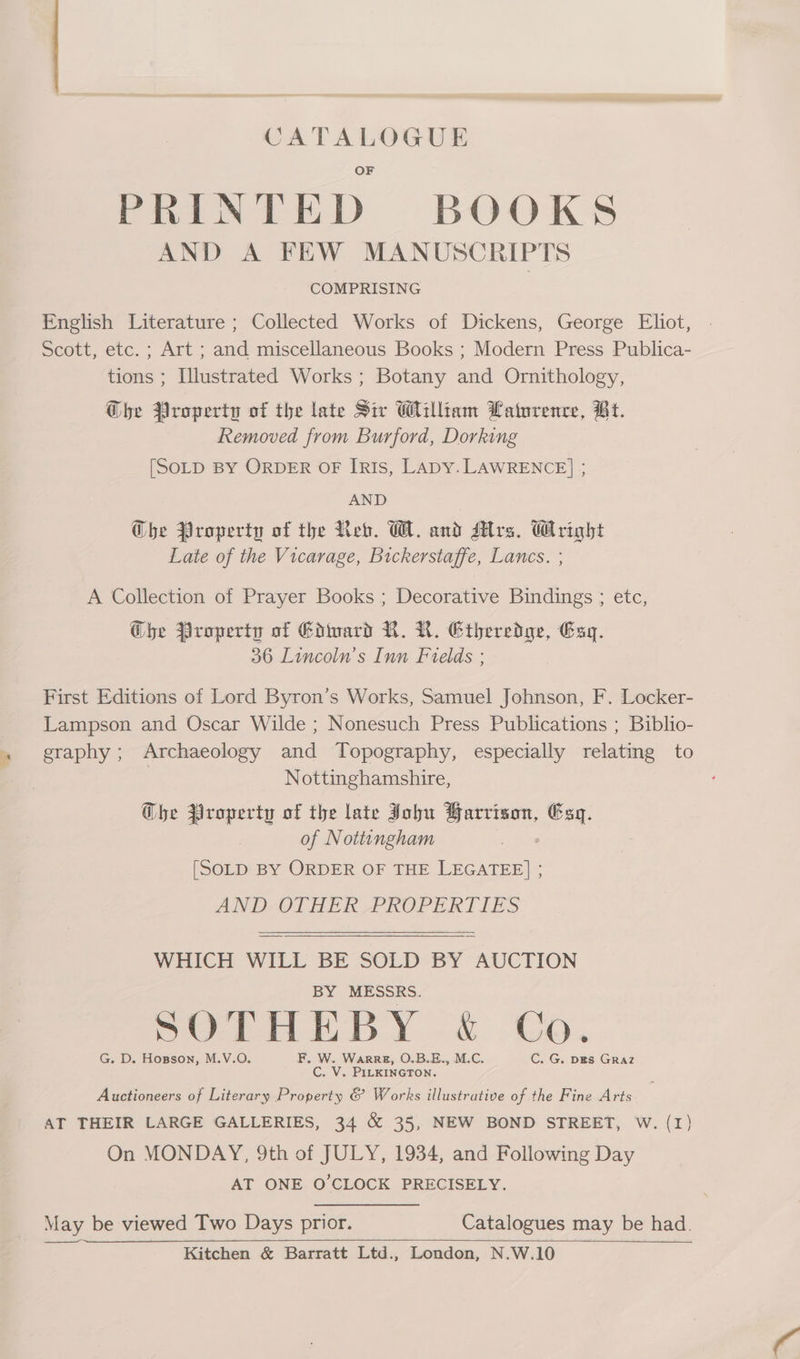 CATALOGUE
OF
PRINTED BOOKS
AND A FEW MANUSCRIPTS
COMPRISING
English Literature ; Collected Works of Dickens, George Eliot,
Scott, etc. ; Art ; and miscellaneous Books ; Modern Press Publica-
tions ; Illustrated Works ; Botany and Ornithology,
The Property of the late Sir William Lawrence, Bt.
Removed from Burford, Dorking
[SOLD BY ORDER OF IRIS, LADY LAWRENCE] ;
AND
The Property of the Rev. W. and Mrs. Wright
Late of the Vicarage, Bickerstaffe, Lancs. ;
A Collection of Prayer Books ; Decorative Bindings ; etc,
The Property of Edward R. R. Etheredge, Esq.
36 Lincoln's Inn Fields ;
First Editions of Lord Byron's Works, Samuel Johnson, F. Locker-
Lampson and Oscar Wilde ; Nonesuch Press Publications ; Biblio-
graphy ; Archaeology and Topography, especially relating to
Nottinghamshire,
The Property of the late John Harrison, Esq.
of Nottingham
[SOLD BY ORDER OF THE LEGATEE] ;
AND OTHER PROPERTIES
WHICH WILL BE SOLD BY AUCTION
BY MESSRS.
SOTHEBY & Co.
G. D. HOBSON, M.V.O. F. W. WARRE, O.B.E., M.C. C. G. DES GRAZ
C. V. PILKINGTON.
Auctioneers of Literary Property & Works illustrative of the Fine Arts
AT THEIR LARGE GALLERIES, 34 & 35, NEW BOND STREET, W. (1)
On MONDAY, 9th of JULY, 1934, and Following Day
AT ONE O'CLOCK PRECISELY.
May be viewed Two Days prior. Catalogues may be had.
Kitchen & Barratt Ltd., London, N.W.10